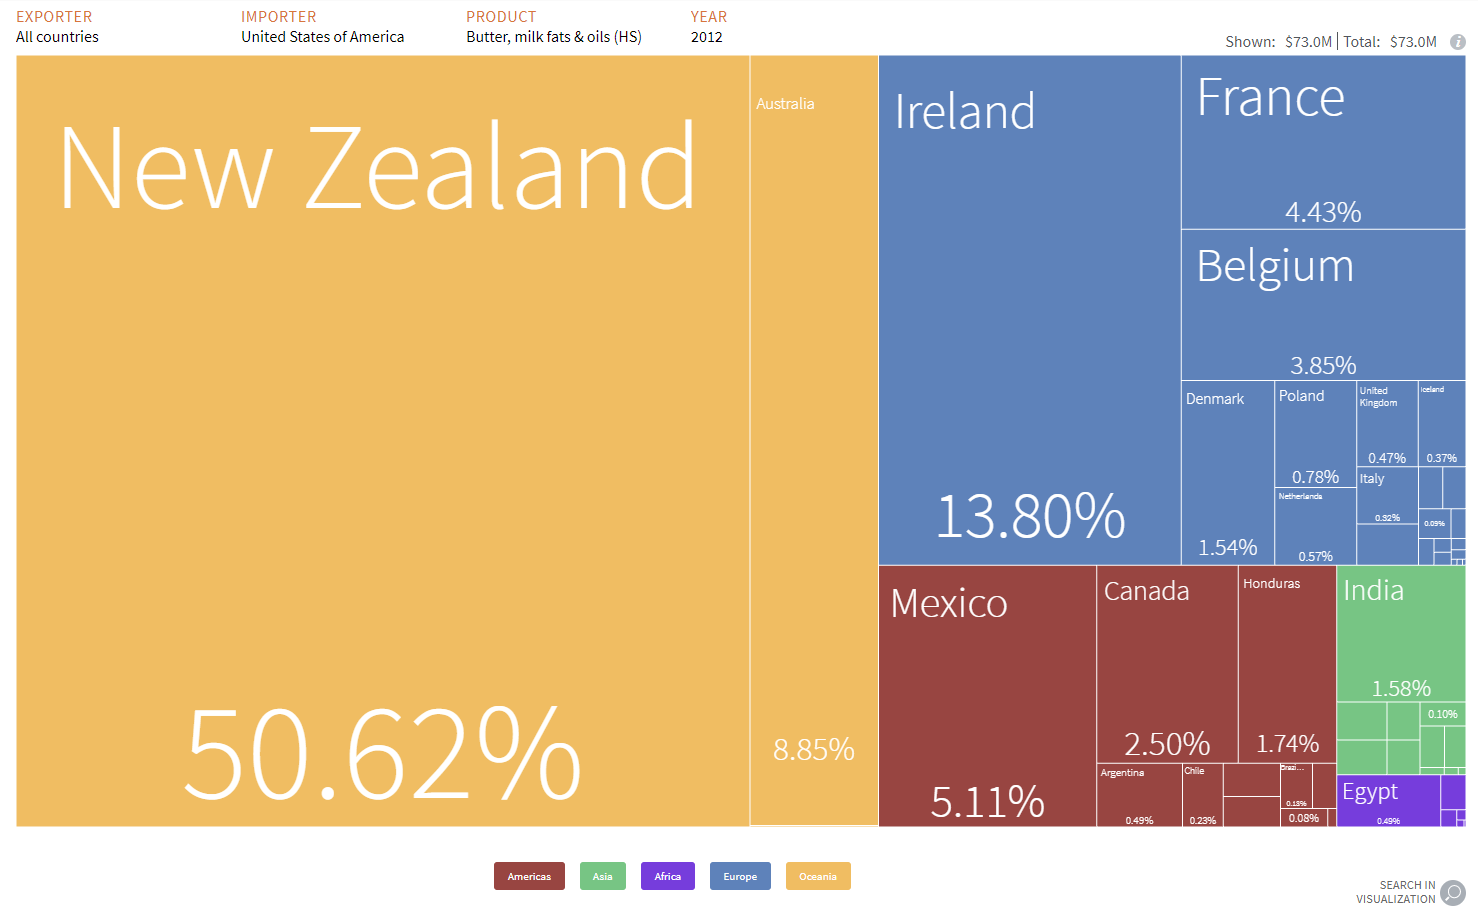 EXPORTER
All countries
IMPORTER
United States of America
PRODUCT
Butter, milk fats & oils (HS)
YEAR
2012
Shown: $73.0M | Total: $73.0M
i
New Zealand
50.62%
Australia
8.85%
Ireland
13.80%
France
4.43%
Belgium
3.85%
Denmark
1.54%
Poland
0.78%
Netherlands
0.57%
United
Kingdom
0.47%
Iceland
0.37%
Italy
0.32%
0.09%
Mexico
5.11%
Canada
2.50%
Honduras
1.74%
Argentina
0.49%
Chile
0.23%
Brazi...
0.13%
0.08%
India
1.58%
0.10%
Egypt
0.49%
Americas
Asia
Africa
Europe
Oceania
SEARCH IN
VISUALIZATION